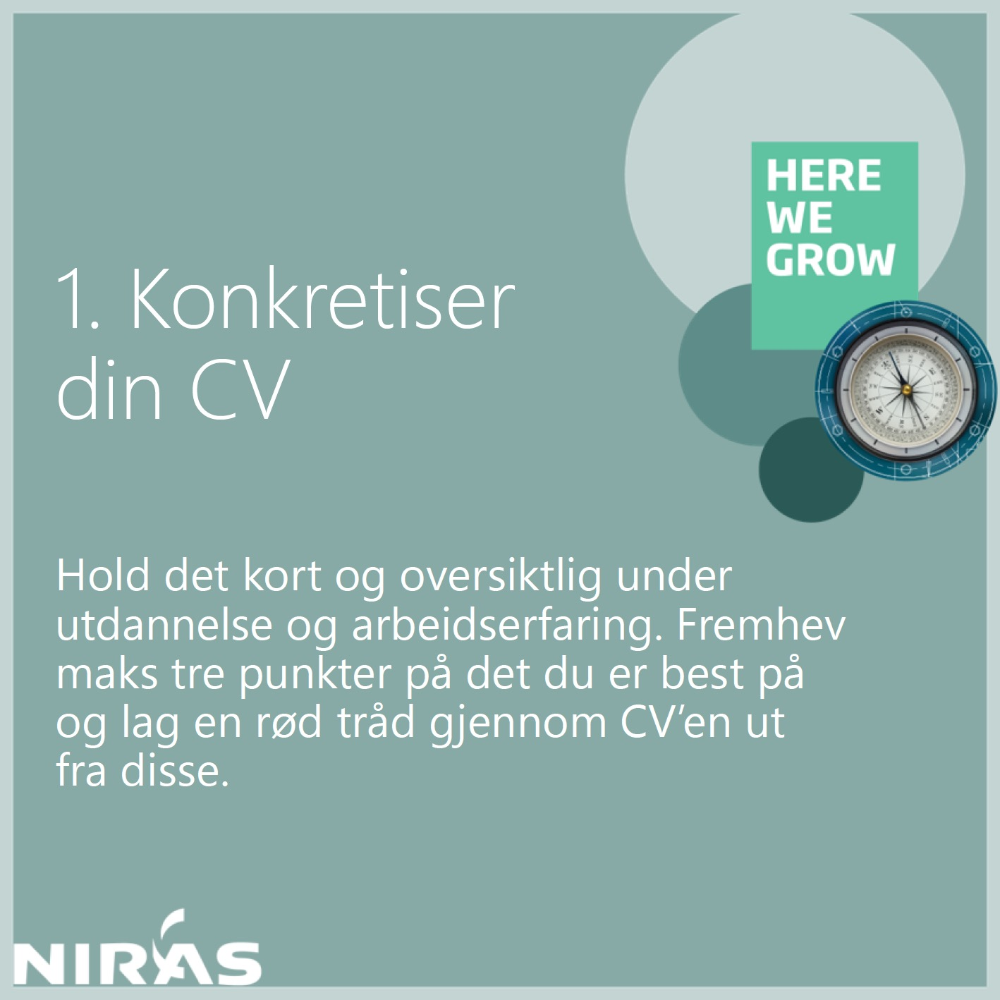 HERE
WE
GROW
1. Konkretiser
din CV
Hold det kort og oversiktlig under
utdannelse og arbeidserfaring. Fremhev
maks tre punkter på det du er best på
og lag en rød tråd gjennom CV’en ut
fra disse.
NIRAS